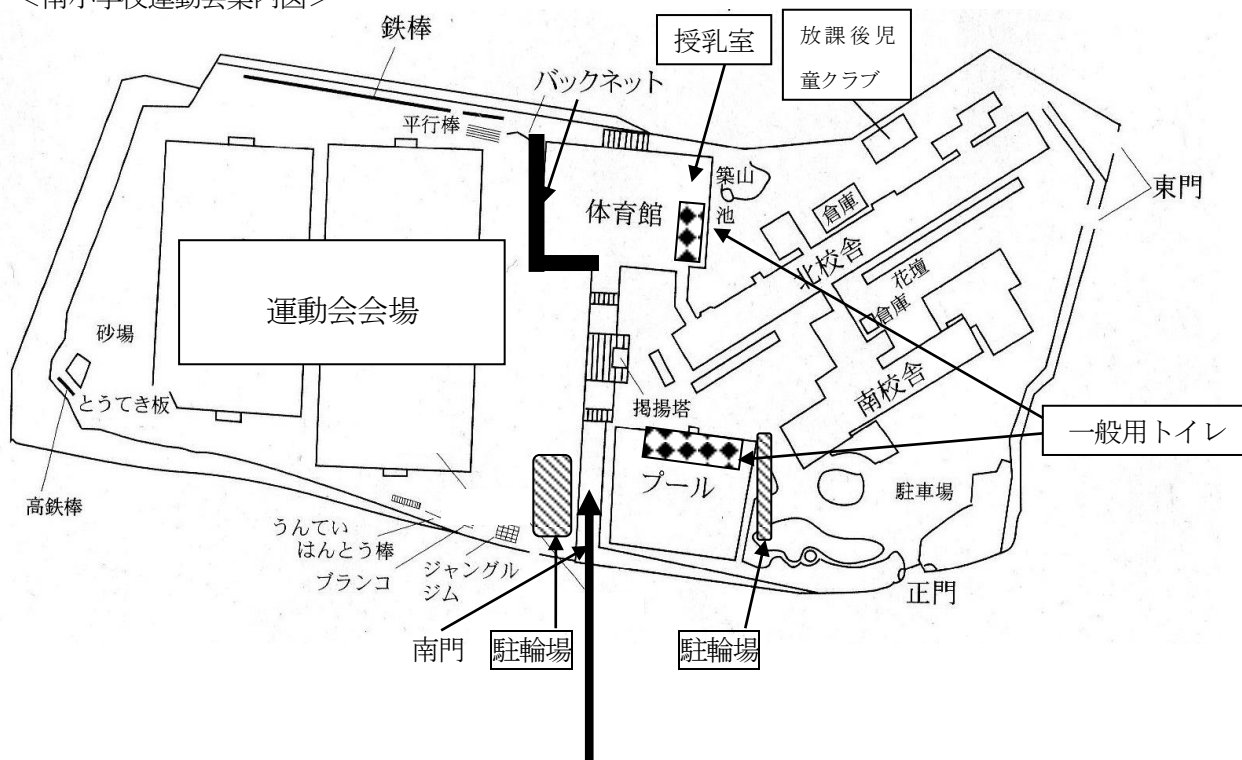 <南小学校運動会案内図>
鉄棒
授乳室
放課後児
童クラブ
バックネット
平行棒
築山
池
体育館
倉庫
東門
北校舎
花壇
倉庫
運動会会場
砂場
とうてき板
掲揚塔
南校舎
一般用トイレ
プール
駐車場
高鉄棒
うんてい
はんとう棒
ブランコ
ジャングル
ジム
正門
南門
駐輪場
駐輪場